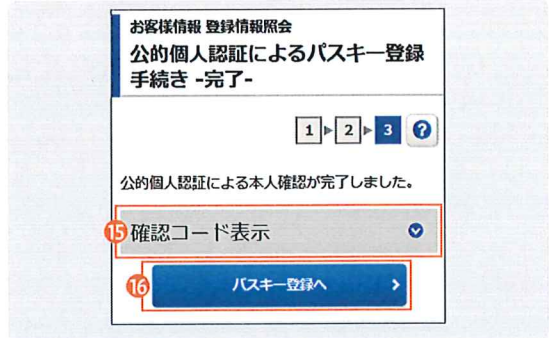 お客様情報 登録情報照会
公的個人認証によるパスキー登録
手続き -完了-
1 2 3 ?
公的個人認証による本人確認が完了しました。
⑮ 確認コード表示
⑯ パスキー登録へ